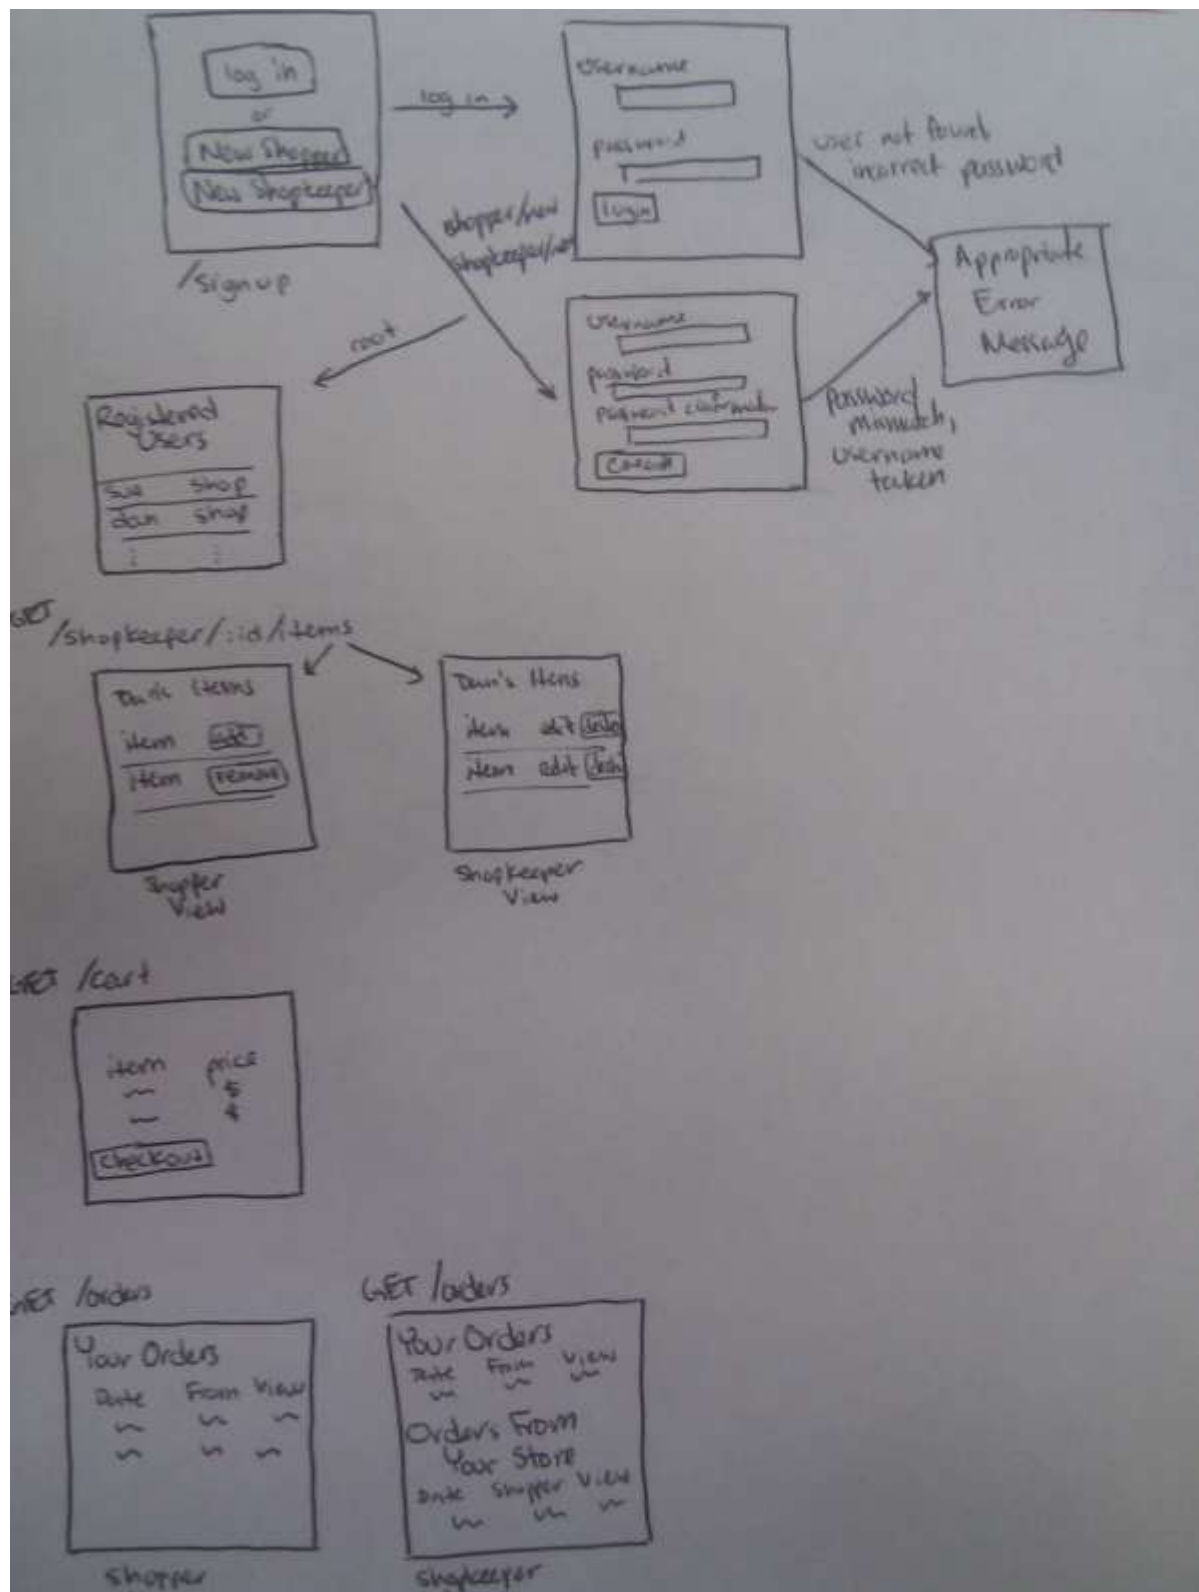 log in
or
New Shopper
New Shopkeeper
/signup
log in
shopper/new
shopkeeper/new
root
username
password
login
user not found
incorrect password
username
password
password confirmation
Appropriate
Error
Message
Password
Mismatch,
username
taken
Registered
Users
sue shop
dan shop
GET
/shopkeeper/:id/items
Dan's Items
item add
item remove
Shopper
View
Dan's Items
item edit
item edit
Shopkeeper
View
GET /cart
item price
$
$
Checkout
GET /orders
Your Orders
Date From View
shopper
GET /orders
Your Orders
Date From View
Orders From
Your Store
Date Shopper View
shopkeeper